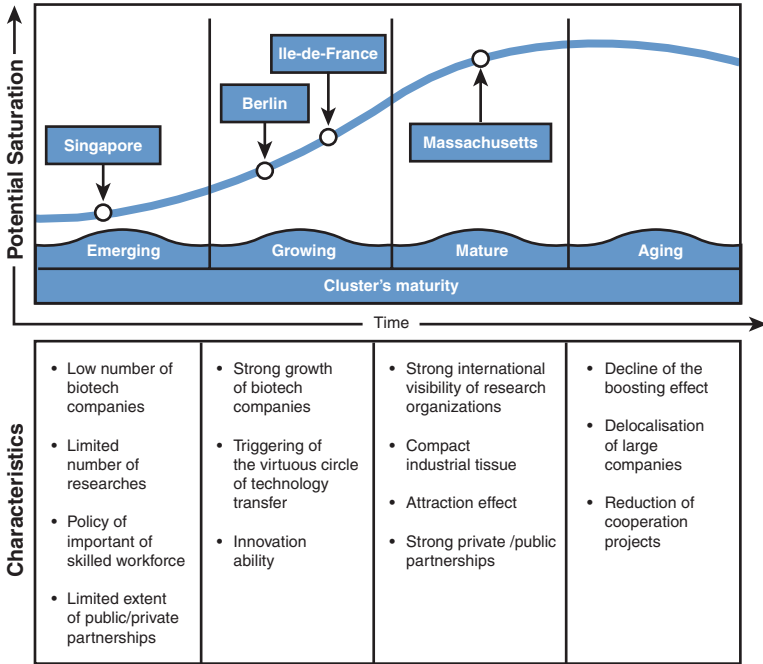 Potential Saturation
Ile-de-France
Berlin
Singapore
Massachusetts
Emerging
Growing
Mature
Aging
Cluster's maturity
Time
Characteristics
• Low number of
biotech
companies
• Limited
number of
researches
• Policy of
important of
skilled workforce
• Limited extent
of public/private
partnerships
• Strong growth
of biotech
companies
• Triggering of
the virtuous circle
of technology
transfer
• Innovation
ability
• Strong international
visibility of research
organizations
• Compact
industrial tissue
• Attraction effect
• Strong private /public
partnerships
• Decline of the
boosting effect
• Delocalisation
of large
companies
• Reduction of
cooperation
projects